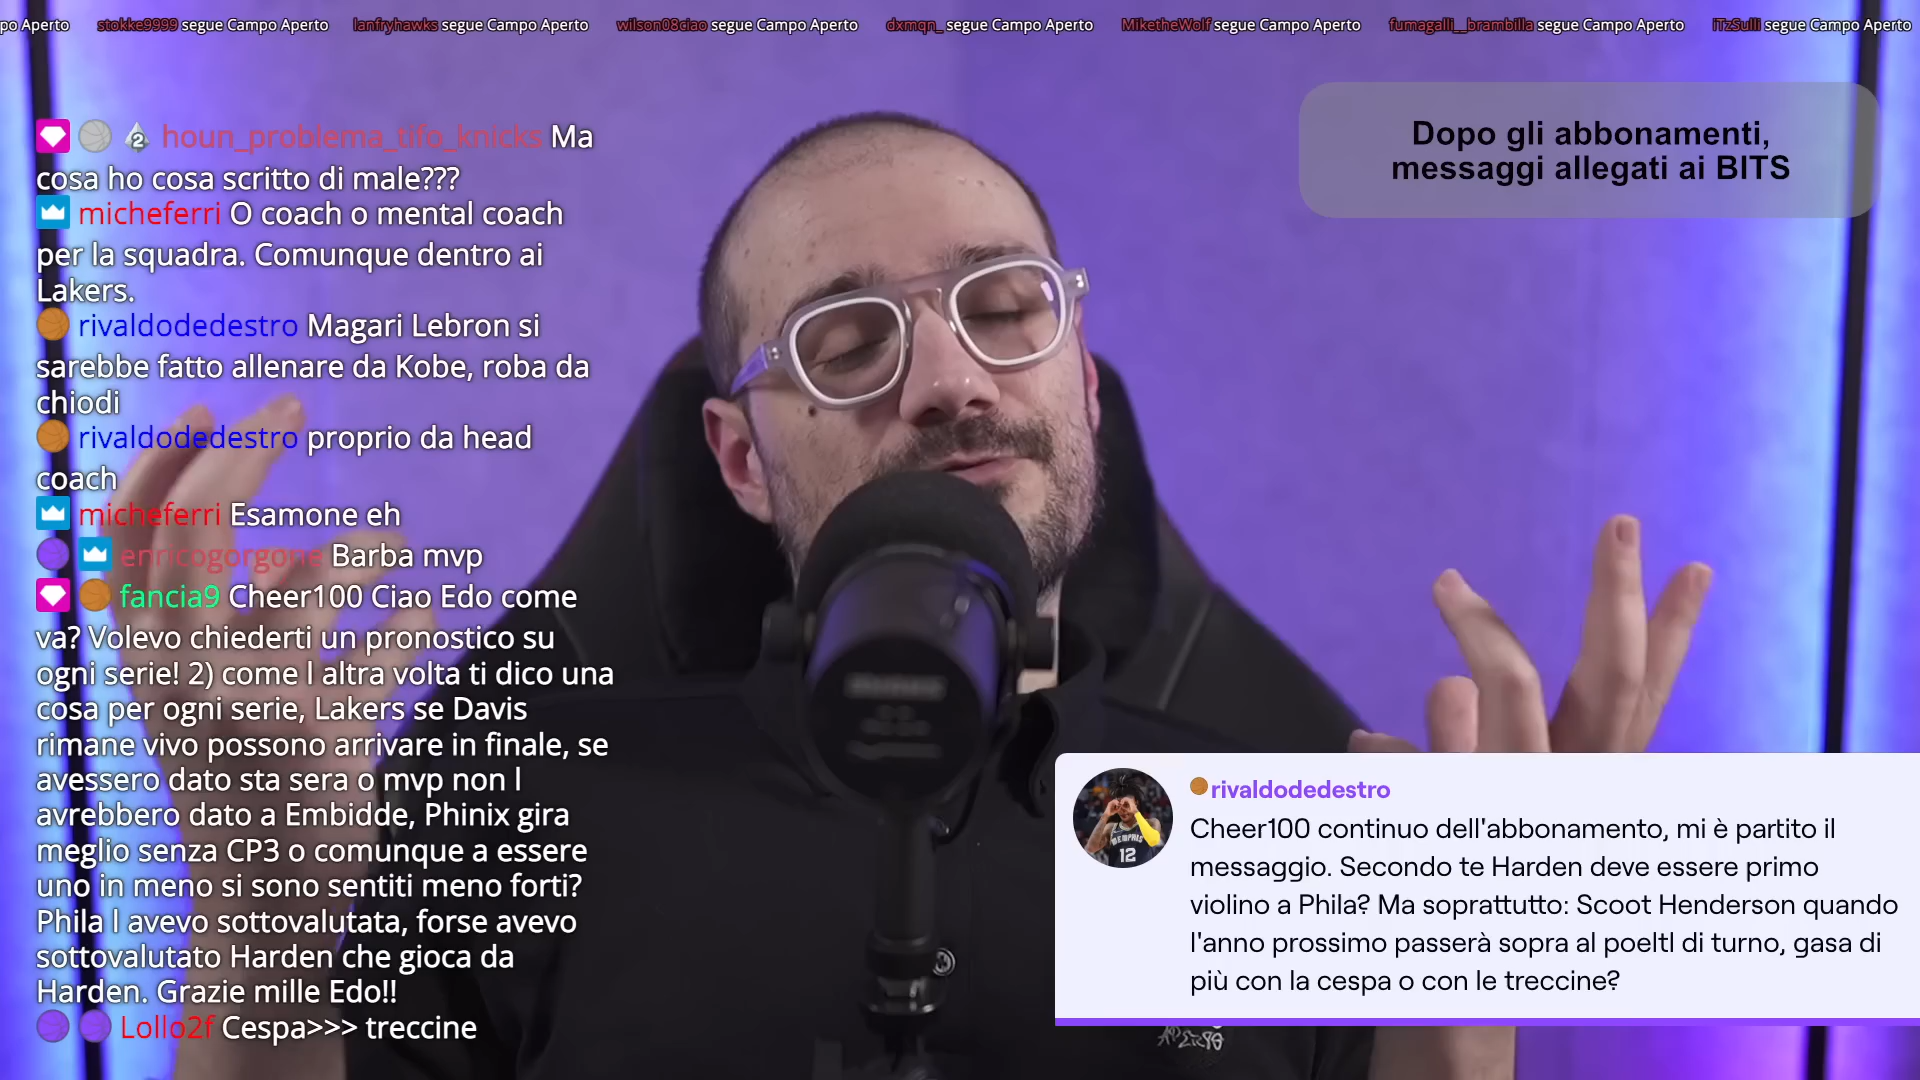 po Aperto stokke9999 segue Campo Aperto lanfryhawks segue Campo Aperto wilson08ciao segue Campo Aperto dxmqn_ segue Campo Aperto MiketheWolf segue Campo Aperto fumagalli__brambilla segue Campo Aperto iTzSulli segue Campo Aperto
2 houn_problema_tifo_knicks Ma
cosa ho cosa scritto di male???
micheferri O coach o mental coach
per la squadra. Comunque dentro ai
Lakers.
rivaldodedestro Magari Lebron si
sarebbe fatto allenare da Kobe, roba da
chiodi
rivaldodedestro proprio da head
coach
micheferri Esamone eh
enricogorgone Barba mvp
fancia9 Cheer100 Ciao Edo come
va? Volevo chiederti un pronostico su
ogni serie! 2) come l altra volta ti dico una
cosa per ogni serie, Lakers se Davis
rimane vivo possono arrivare in finale, se
avessero dato sta sera o mvp non l
avrebbero dato a Embidde, Phinix gira
meglio senza CP3 o comunque a essere
uno in meno si sono sentiti meno forti?
Phila l avevo sottovalutata, forse avevo
sottovalutato Harden che gioca da
Harden. Grazie mille Edo!!
Lollo2f Cespa>>> treccine
Dopo gli abbonamenti,
messaggi allegati ai BITS
rivaldodedestro
Cheer100 continuo dell'abbonamento, mi è partito il
messaggio. Secondo te Harden deve essere primo
violino a Phila? Ma soprattutto: Scoot Henderson quando
l'anno prossimo passerà sopra al poeltl di turno, gasa di
più con la cespa o con le treccine?
MEMPHIS
12